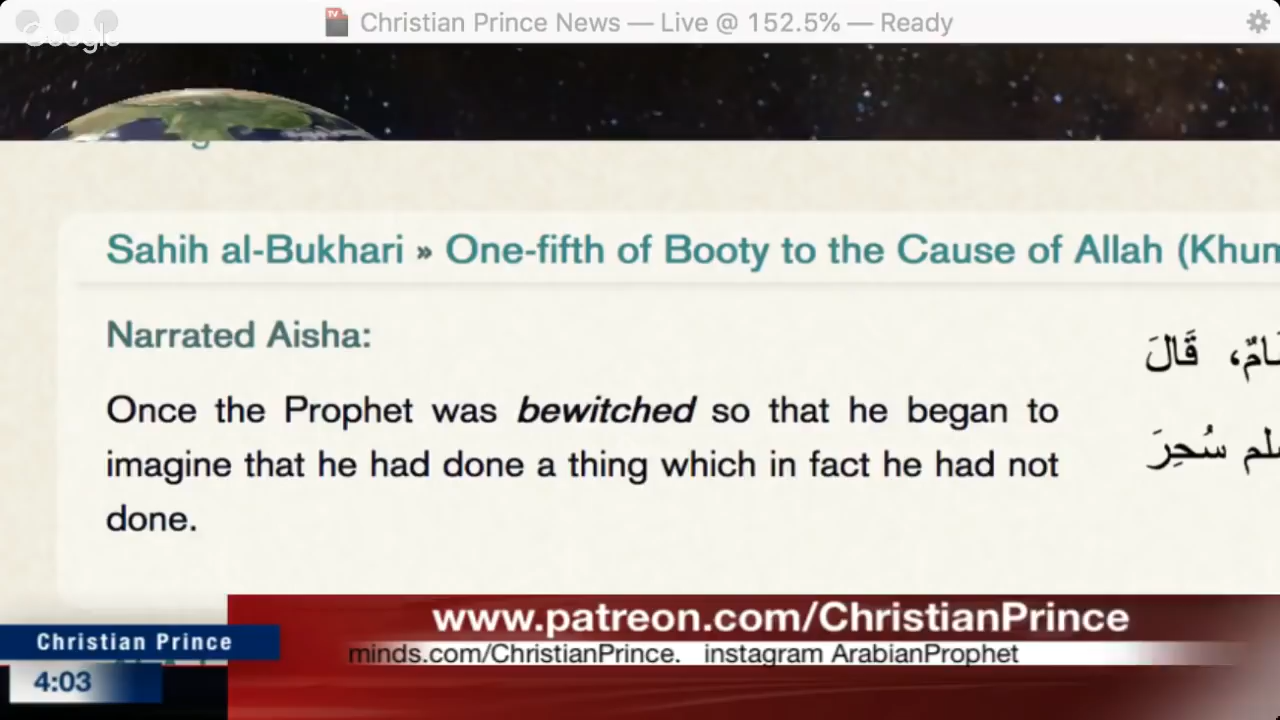 Christian Prince News — Live @ 152.5% — Ready
Google
Sahih al-Bukhari » One-fifth of Booty to the Cause of Allah
Narrated Aisha:
قَالَ
Once the Prophet was bewitched so that he began to
imagine that he had done a thing which in fact he had not
سُحِرَ
done.
www.patreon.com/ChristianPrince
Christian Prince
minds.com/ChristianPrince. instagram ArabianProphet
4:03